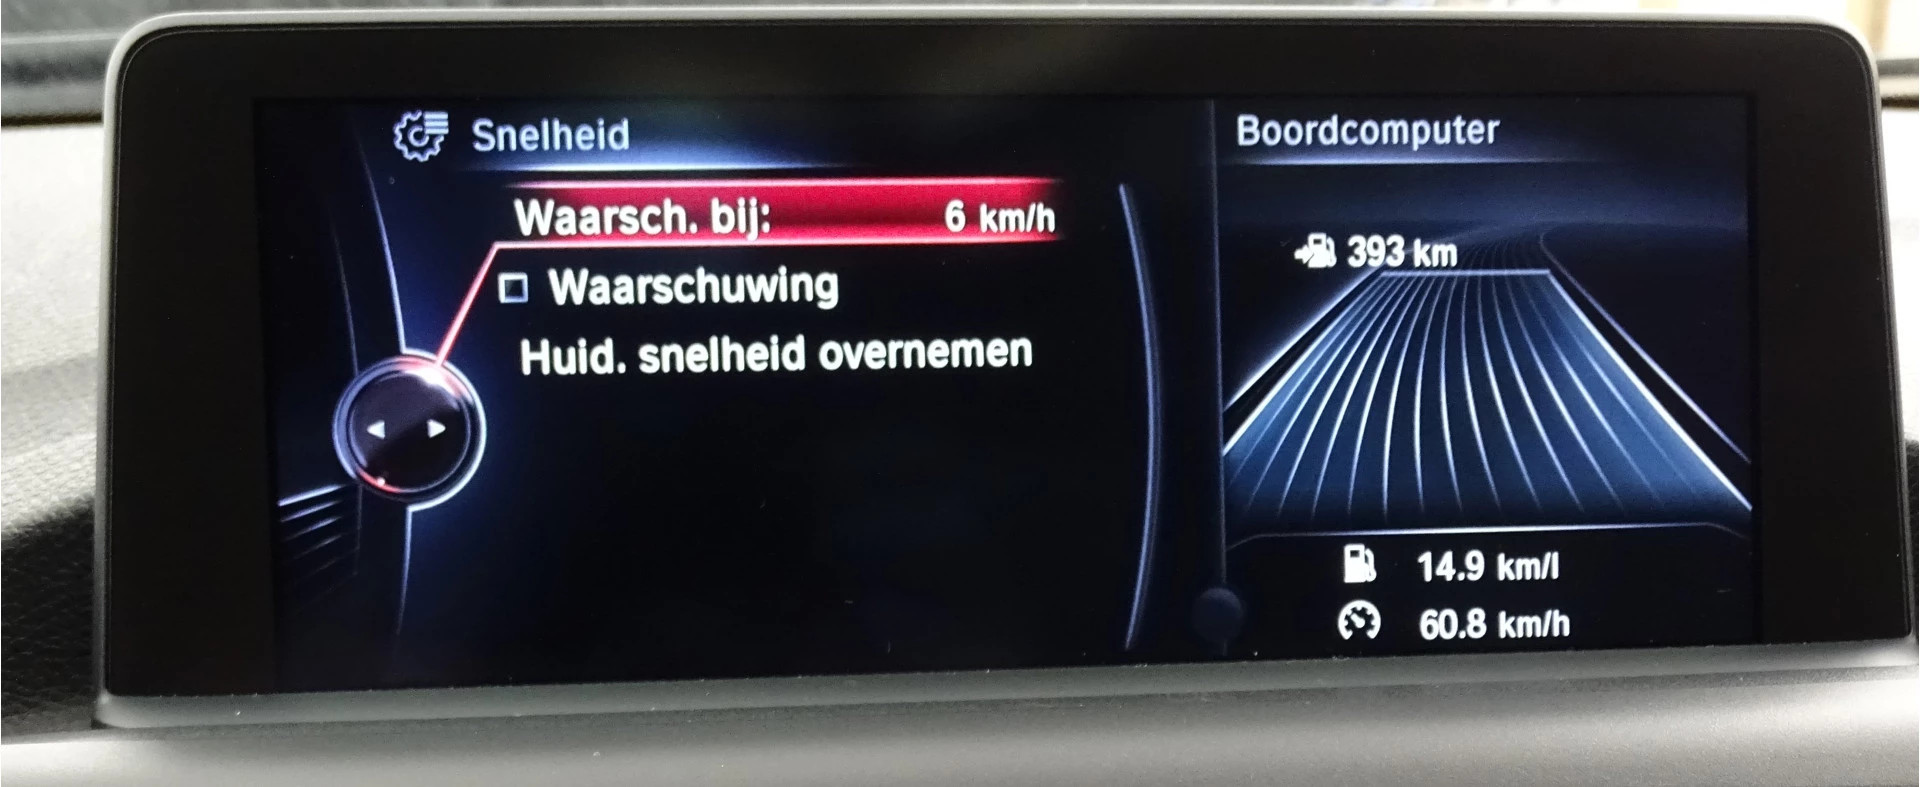 Snelheid
Waarsch. bij: 6 km/h
Waarschuwing
Huid. snelheid overnemen
Boordcomputer
393 km
14.9 km/l
60.8 km/h